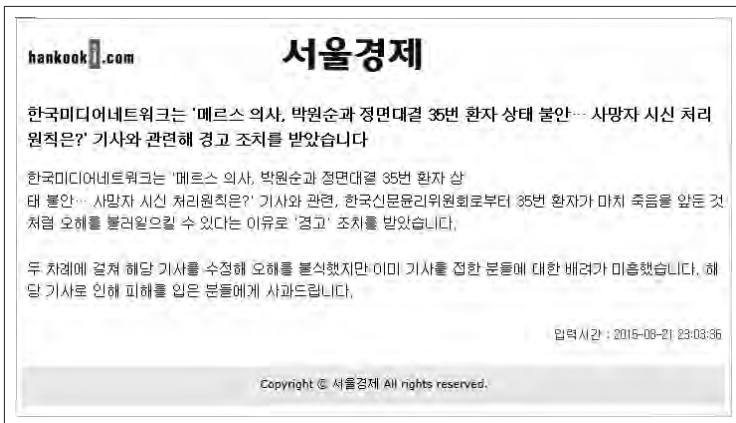 hankooki.com
서울경제
한국미디어네트워크는 '메르스 의사, 박원순과 정면대결 35번 환자 상태 불안… 사망자 시신 처리
원칙은?' 기사와 관련해 경고 조치를 받았습니다
한국미디어네트워크는 '메르스 의사, 박원순과 정면대결 35번 환자 상
태 불안… 사망자 시신 처리원칙은?' 기사와 관련, 한국신문윤리위원회로부터 35번 환자가 마치 죽음을 앞둔 것
처럼 오해를 불러일으킬 수 있다는 이유로 '경고' 조치를 받았습니다.
두 차례에 걸쳐 해당 기사를 수정해 오해를 불식했지만 이미 기사를 접한 분들에 대한 배려가 미흡했습니다. 해
당 기사로 인해 피해를 입은 분들에게 사과드립니다.
입력시간 : 2015-08-21 23:03:36
Copyright ⓒ 서울경제 All rights reserved.